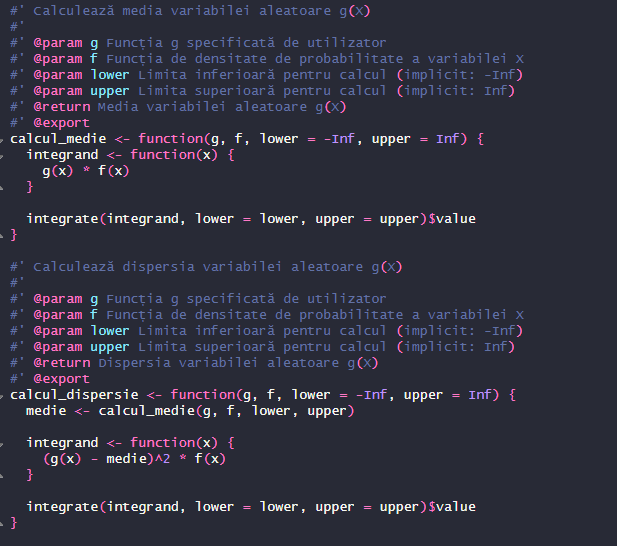 #' Calculează media variabilei aleatoare g(X)
#'
#' @param g Funcția g specificată de utilizator
#' @param f Funcția de densitate de probabilitate a variabilei X
#' @param lower Limita inferioară pentru calcul (implicit: -Inf)
#' @param upper Limita superioară pentru calcul (implicit: Inf)
#' @return Media variabilei aleatoare g(X)
#' @export
calcul_medie <- function(g, f, lower = -Inf, upper = Inf) {
  integrand <- function(x) {
    g(x) * f(x)
  }

  integrate(integrand, lower = lower, upper = upper)$value
}

#' Calculează dispersia variabilei aleatoare g(X)
#'
#' @param g Funcția g specificată de utilizator
#' @param f Funcția de densitate de probabilitate a variabilei X
#' @param lower Limita inferioară pentru calcul (implicit: -Inf)
#' @param upper Limita superioară pentru calcul (implicit: Inf)
#' @return Dispersia variabilei aleatoare g(X)
#' @export
calcul_dispersie <- function(g, f, lower = -Inf, upper = Inf) {
  medie <- calcul_medie(g, f, lower, upper)

  integrand <- function(x) {
    (g(x) - medie)^2 * f(x)
  }

  integrate(integrand, lower = lower, upper = upper)$value
}